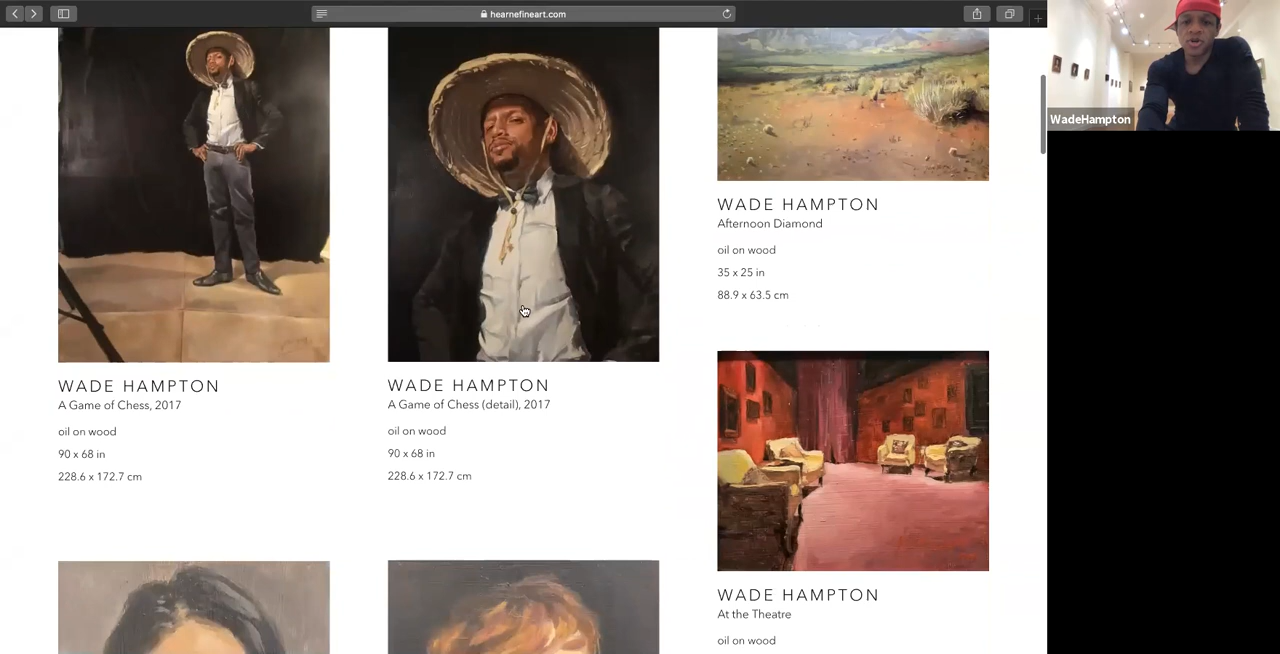 hearnefineart.com
WadeHampton
WADE HAMPTON
A Game of Chess, 2017
oil on wood
90 x 68 in
228.6 x 172.7 cm
WADE HAMPTON
A Game of Chess (detail), 2017
oil on wood
90 x 68 in
228.6 x 172.7 cm
WADE HAMPTON
Afternoon Diamond
oil on wood
35 x 25 in
88.9 x 63.5 cm
WADE HAMPTON
At the Theatre
oil on wood